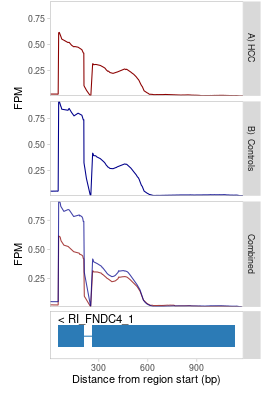 0.75
0.50
0.25
FPM
A) HCC
0.75
0.50
0.25
B) Controls
0.75
0.50
0.25
FPM
Combined
< RI_FNDC4_1
300
600
900
Distance from region start (bp)